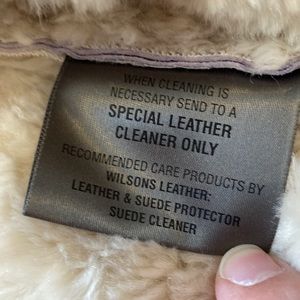 WHEN CLEANING IS
NECESSARY SEND TO A
SPECIAL LEATHER
CLEANER ONLY
RECOMMENDED CARE PRODUCTS BY
WILSONS LEATHER:
LEATHER & SUEDE PROTECTOR
SUEDE CLEANER